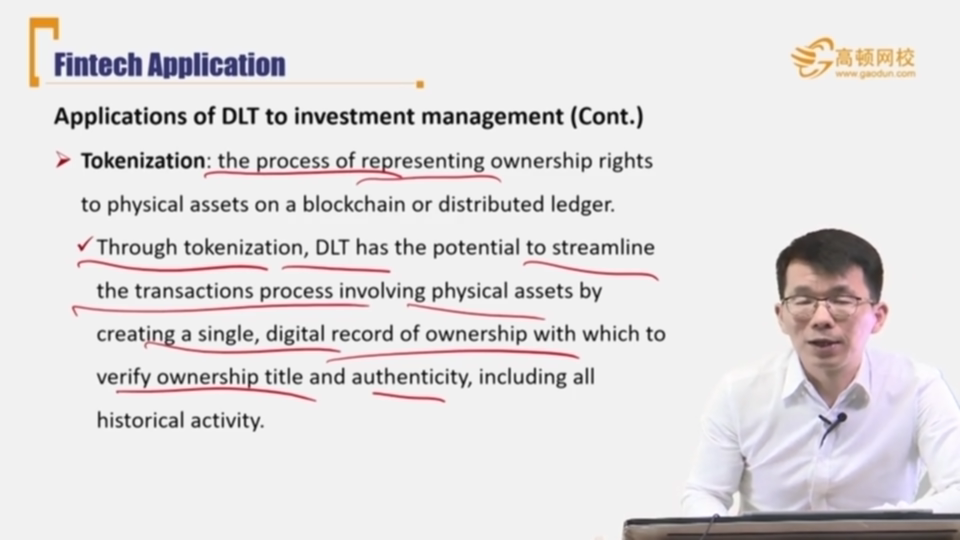 Fintech Application
高顿网校
www.gaodun.com
Applications of DLT to investment management (Cont.)
➢ Tokenization: the process of representing ownership rights
to physical assets on a blockchain or distributed ledger.
✓Through tokenization, DLT has the potential to streamline
the transactions process involving physical assets by
creating a single, digital record of ownership with which to
verify ownership title and authenticity, including all
historical activity.